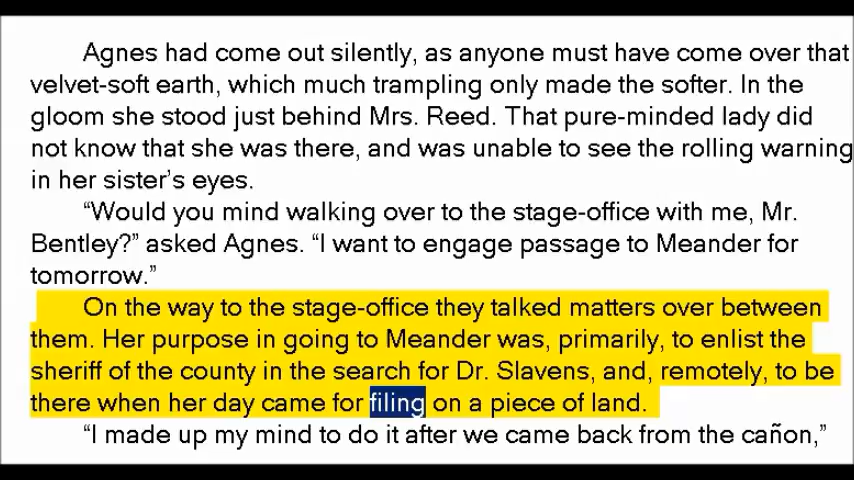 Agnes had come out silently, as anyone must have come over that
velvet-soft earth, which much trampling only made the softer. In the
gloom she stood just behind Mrs. Reed. That pure-minded lady did
not know that she was there, and was unable to see the rolling warning
in her sister’s eyes.
“Would you mind walking over to the stage-office with me, Mr.
Bentley?” asked Agnes. “I want to engage passage to Meander for
tomorrow.”
On the way to the stage-office they talked matters over between
them. Her purpose in going to Meander was, primarily, to enlist the
sheriff of the county in the search for Dr. Slavens, and, remotely, to be
there when her day came for filing on a piece of land.
“I made up my mind to do it after we came back from the cañon,”